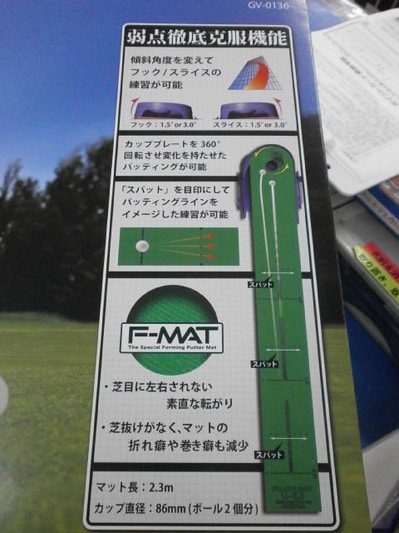 GV-0136
弱点徹底克服機能
傾斜角度を変えて
フック/スライスの
練習が可能
フック：1.5°or 3.0°
スライス：1.5°or 3.0°
カッププレートを360°
回転させ変化を持たせた
パッティングが可能
「スパット」を目印にして
パッティングラインを
イメージした練習が可能
スパット
スパット
スパット
F-MAT
The Special Forming Putter Mat
・芝目に左右されない
素直な転がり
・芝抜けがなく、マットの
折れ癖や巻き癖も減少
マット長：2.3m
カップ直径：86mm(ボール2個分)